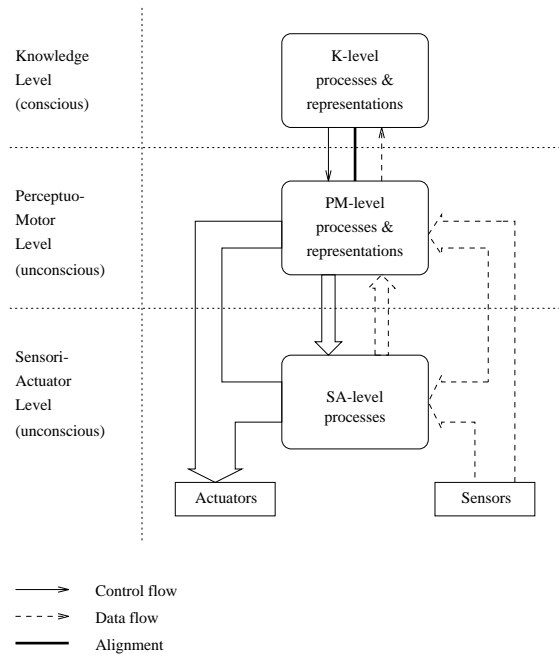 Knowledge
Level
(conscious)
K-level
processes &
representations
Perceptuo-
Motor
Level
(unconscious)
PM-level
processes &
representations
Sensori-
Actuator
Level
(unconscious)
SA-level
processes
Actuators
Sensors
Control flow
Data flow
Alignment